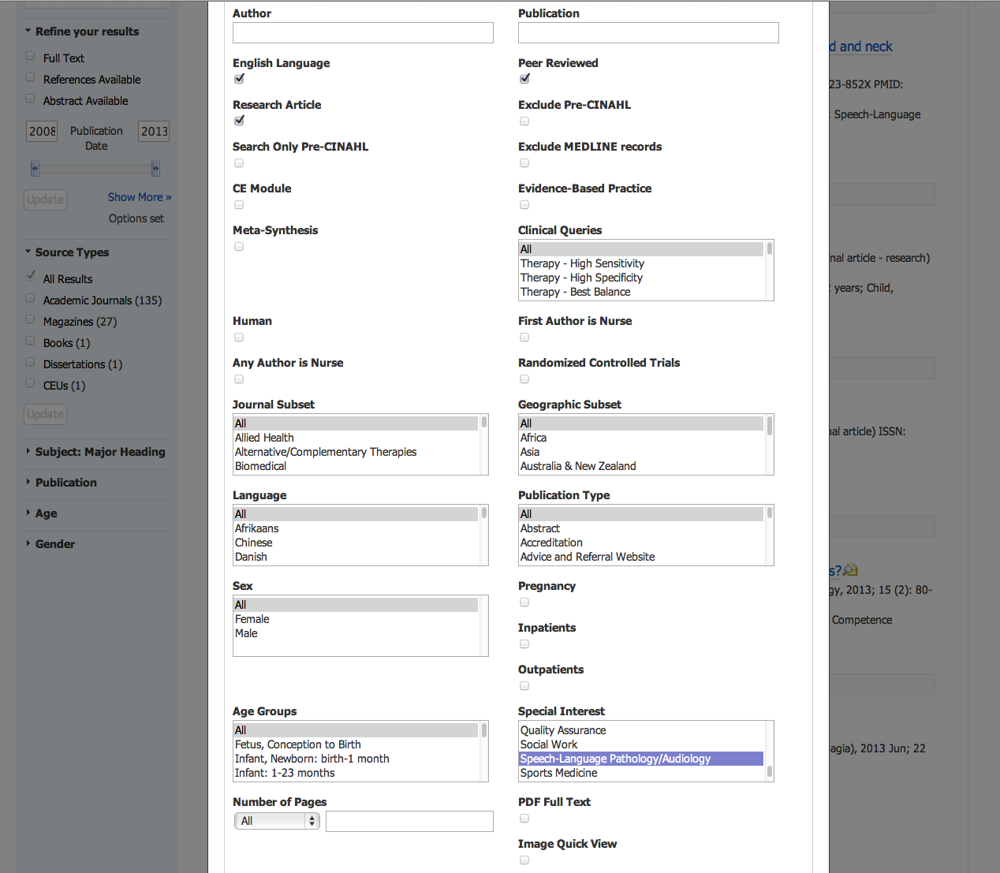 Refine your results
Full Text
References Available
Abstract Available
2008
Publication
Date
2013
Update
Show More »
Options set
Source Types
All Results
Academic Journals (135)
Magazines (27)
Books (1)
Dissertations (1)
CEUs (1)
Update
Subject: Major Heading
Publication
Age
Gender
Author
Publication
English Language
Peer Reviewed
Research Article
Exclude Pre-CINAHL
Search Only Pre-CINAHL
Exclude MEDLINE records
CE Module
Evidence-Based Practice
Meta-Synthesis
Clinical Queries
All
Therapy - High Sensitivity
Therapy - High Specificity
Therapy - Best Balance
Human
First Author is Nurse
Any Author is Nurse
Randomized Controlled Trials
Journal Subset
All
Allied Health
Alternative/Complementary Therapies
Biomedical
Geographic Subset
All
Africa
Asia
Australia & New Zealand
Language
All
Afrikaans
Chinese
Danish
Publication Type
All
Abstract
Accreditation
Advice and Referral Website
Sex
All
Female
Male
Pregnancy
Inpatients
Outpatients
Age Groups
All
Fetus, Conception to Birth
Infant, Newborn: birth-1 month
Infant: 1-23 months
Special Interest
Quality Assurance
Social Work
Speech-Language Pathology/Audiology
Sports Medicine
Number of Pages
All
PDF Full Text
Image Quick View
d and neck
23-852X PMID:
Speech-Language
nal article - research)
years; Child,
nal article) ISSN:
s?
gy, 2013; 15 (2): 80-
Competence
agia), 2013 Jun; 22